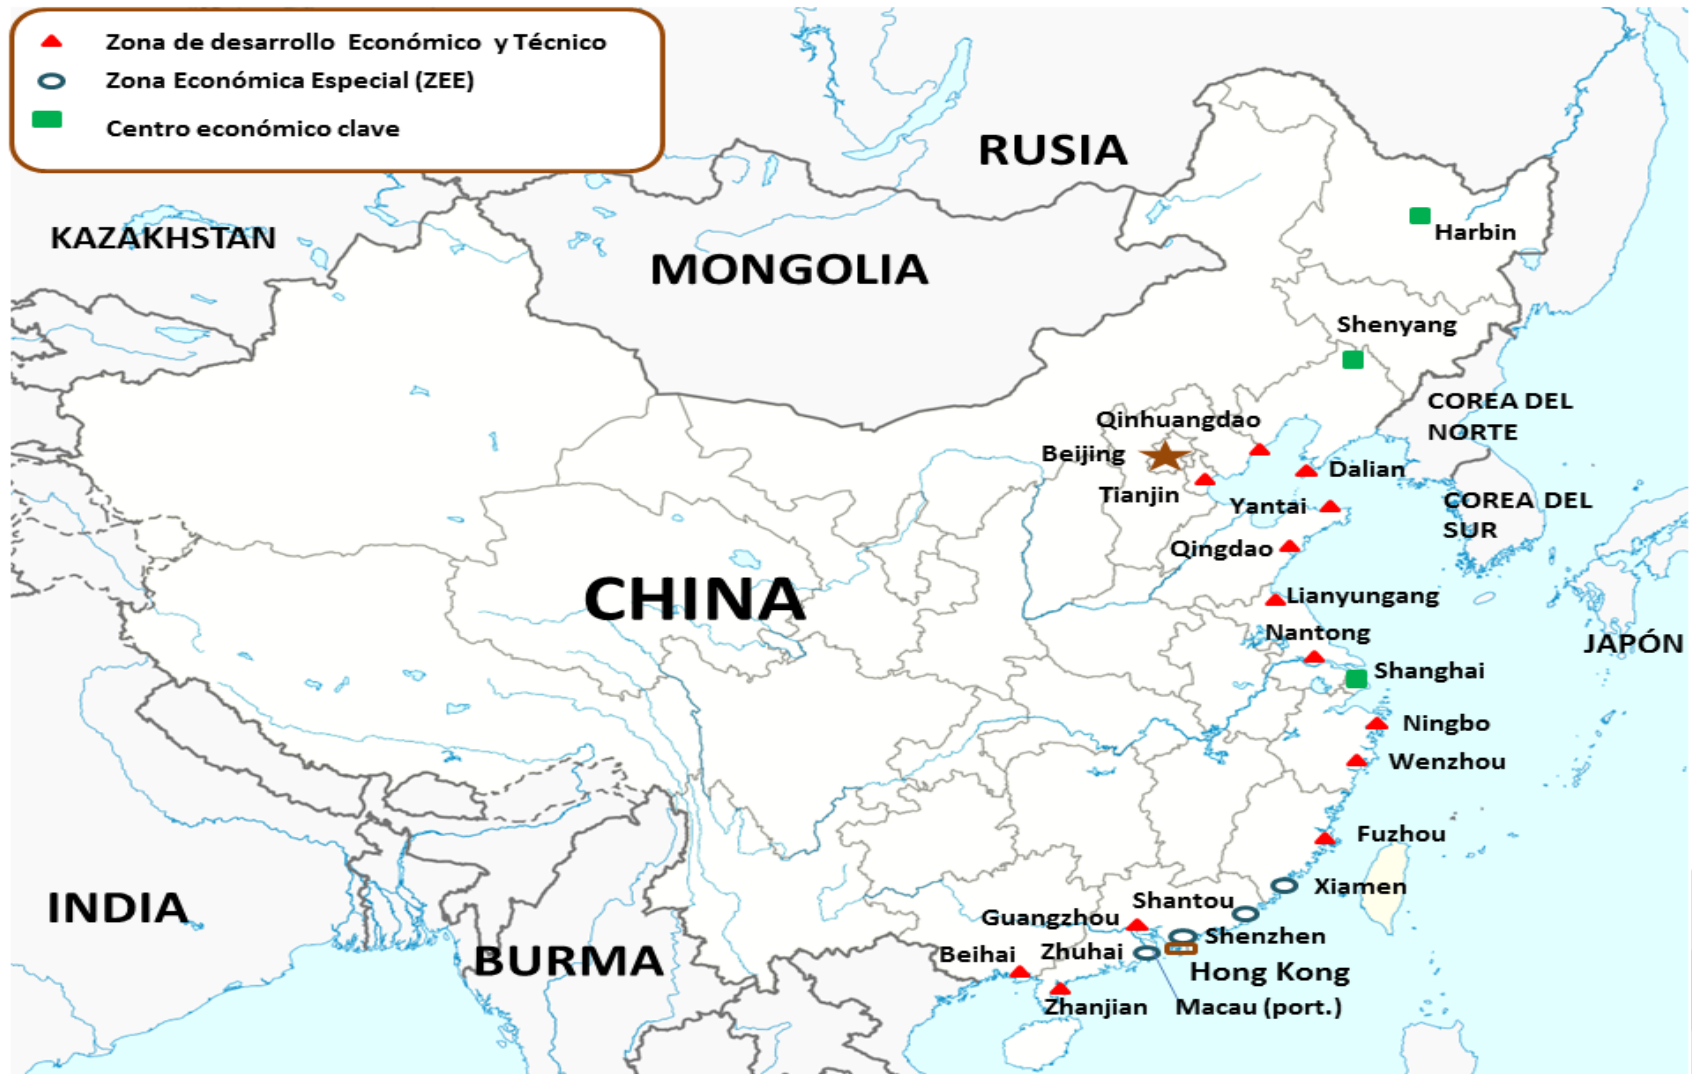 Zona de desarrollo Económico y Técnico
Zona Económica Especial (ZEE)
Centro económico clave
RUSIA
KAZAKHSTAN
MONGOLIA
Harbin
Shenyang
COREA DEL
NORTE
Qinhuangdao
Beijing
Dalian
Tianjin
Yantai
COREA DEL
SUR
Qingdao
CHINA
Lianyungang
Nantong
JAPÓN
Shanghai
Ningbo
Wenzhou
Fuzhou
Xiamen
Shantou
INDIA
Guangzhou
Shenzhen
BURMA
Beihai
Zhuhai
Hong Kong
Zhanjian
Macau (port.)